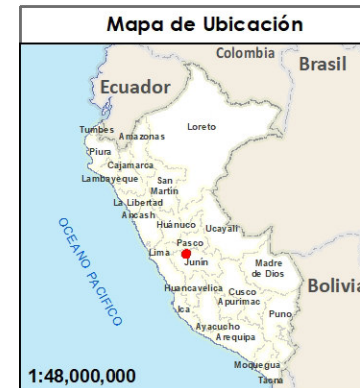 Mapa de Ubicación
Colombia
Brasil
Ecuador
Loreto
Tumbes
Amazonas
Piura
Cajamarca
Lambayeque
San
Martín
La Libertad
Ancash
Huánuco
Ucayali
Pasco
Lima
Junín
Madre
de Dios
OCEANO PACIFICO
Huancavelica
Cusco
Apurimac
Bolivia
Ica
Puno
Ayacucho
Arequipa
Moquegua
Tacna
1:48,000,000